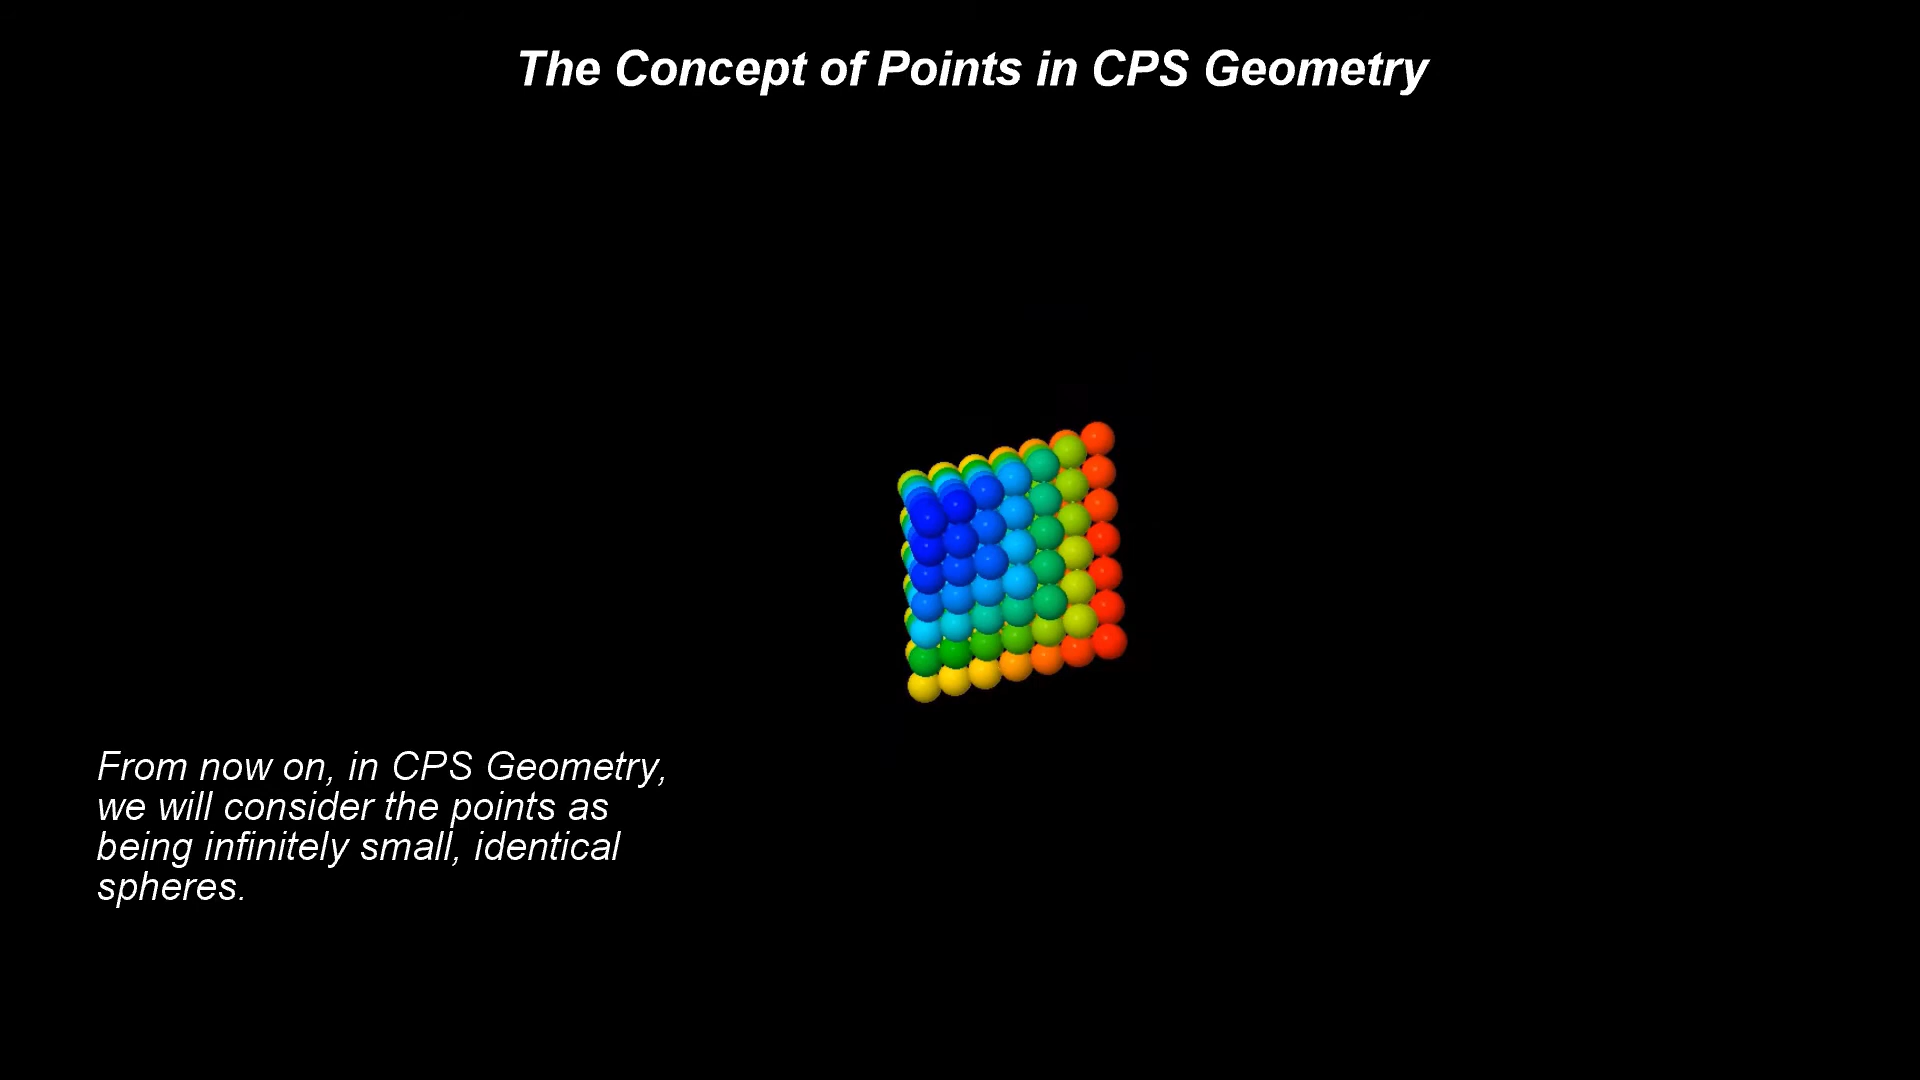 The Concept of Points in CPS Geometry
From now on, in CPS Geometry,
we will consider the points as
being infinitely small, identical
spheres.